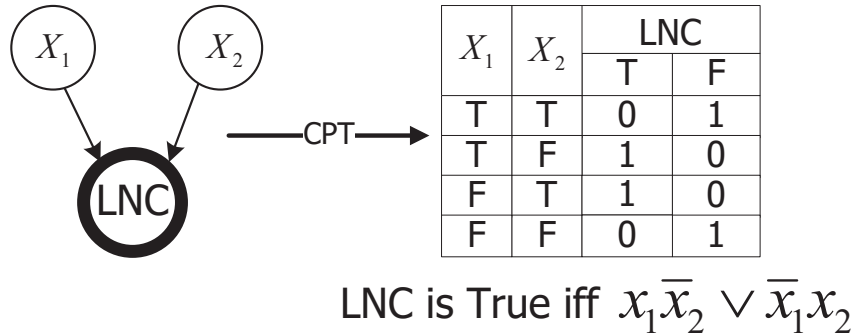 X₁ X₂
LNC
CPT
X₁ X₂ LNC
T F
T T 0 1
T F 1 0
F T 1 0
F F 0 1
LNC is True iff x₁x̅₂ ∨ x̅₁x₂